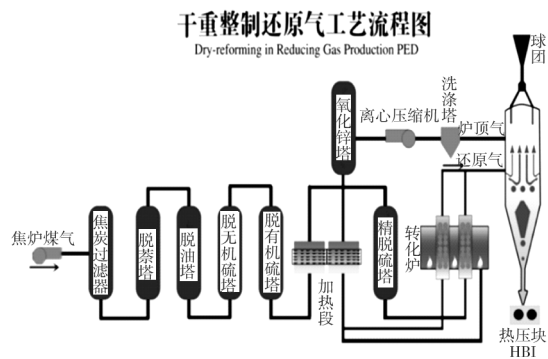 干重整制还原气工艺流程图
Dry-reforming in Reducing Gas Production PED
球团
氧化锌塔
离心压缩机
洗涤塔
炉顶气
还原气
焦炉煤气
焦炭过滤器
脱萘塔
脱油塔
脱无机硫塔
脱有机硫塔
加热段
精脱硫塔
转化炉
热压块
HBI